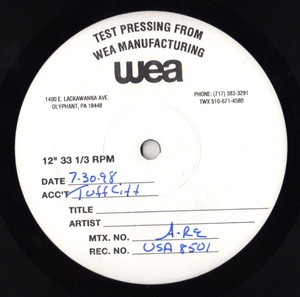 TEST PRESSING FROM
WEA MANUFACTURING
wea
1400 E. LACKAWANNA AVE.
OLYPHANT, PA 18448
PHONE: (717) 383-3291
TWX 510-671-4580
12" 33 1/3 RPM
DATE 7-30-98
ACC'T Tuff Citt
TITLE
ARTIST
MTX. NO. A-RE
REC. NO. USA 8501